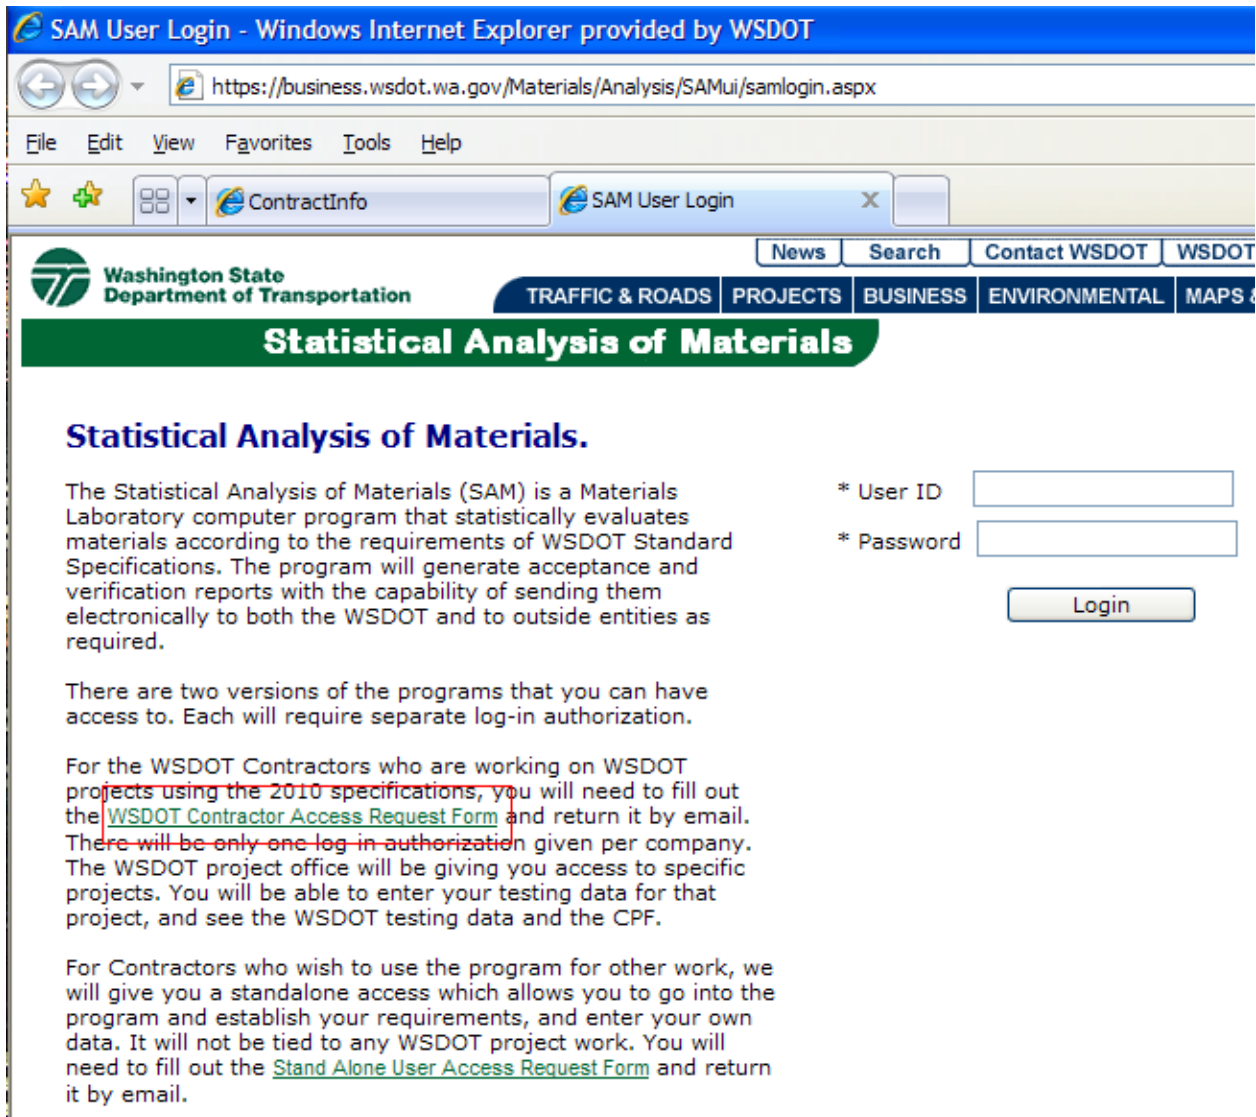 SAM User Login - Windows Internet Explorer provided by WSDOT
https://business.wsdot.wa.gov/Materials/Analysis/SAMui/samlogin.aspx
File Edit View Favorites Tools Help
ContractInfo SAM User Login
News Search Contact WSDOT WSDOT
Washington State
Department of Transportation
TRAFFIC & ROADS PROJECTS BUSINESS ENVIRONMENTAL MAPS &
Statistical Analysis of Materials
Statistical Analysis of Materials.
The Statistical Analysis of Materials (SAM) is a Materials
Laboratory computer program that statistically evaluates
materials according to the requirements of WSDOT Standard
Specifications. The program will generate acceptance and
verification reports with the capability of sending them
electronically to both the WSDOT and to outside entities as
required.
* User ID
* Password
Login
There are two versions of the programs that you can have
access to. Each will require separate log-in authorization.
For the WSDOT Contractors who are working on WSDOT
projects using the 2010 specifications, you will need to fill out
the WSDOT Contractor Access Request Form and return it by email.
There will be only one log-in authorization given per company.
The WSDOT project office will be giving you access to specific
projects. You will be able to enter your testing data for that
project, and see the WSDOT testing data and the CPF.
For Contractors who wish to use the program for other work, we
will give you a standalone access which allows you to go into the
program and establish your requirements, and enter your own
data. It will not be tied to any WSDOT project work. You will
need to fill out the Stand Alone User Access Request Form and return
it by email.